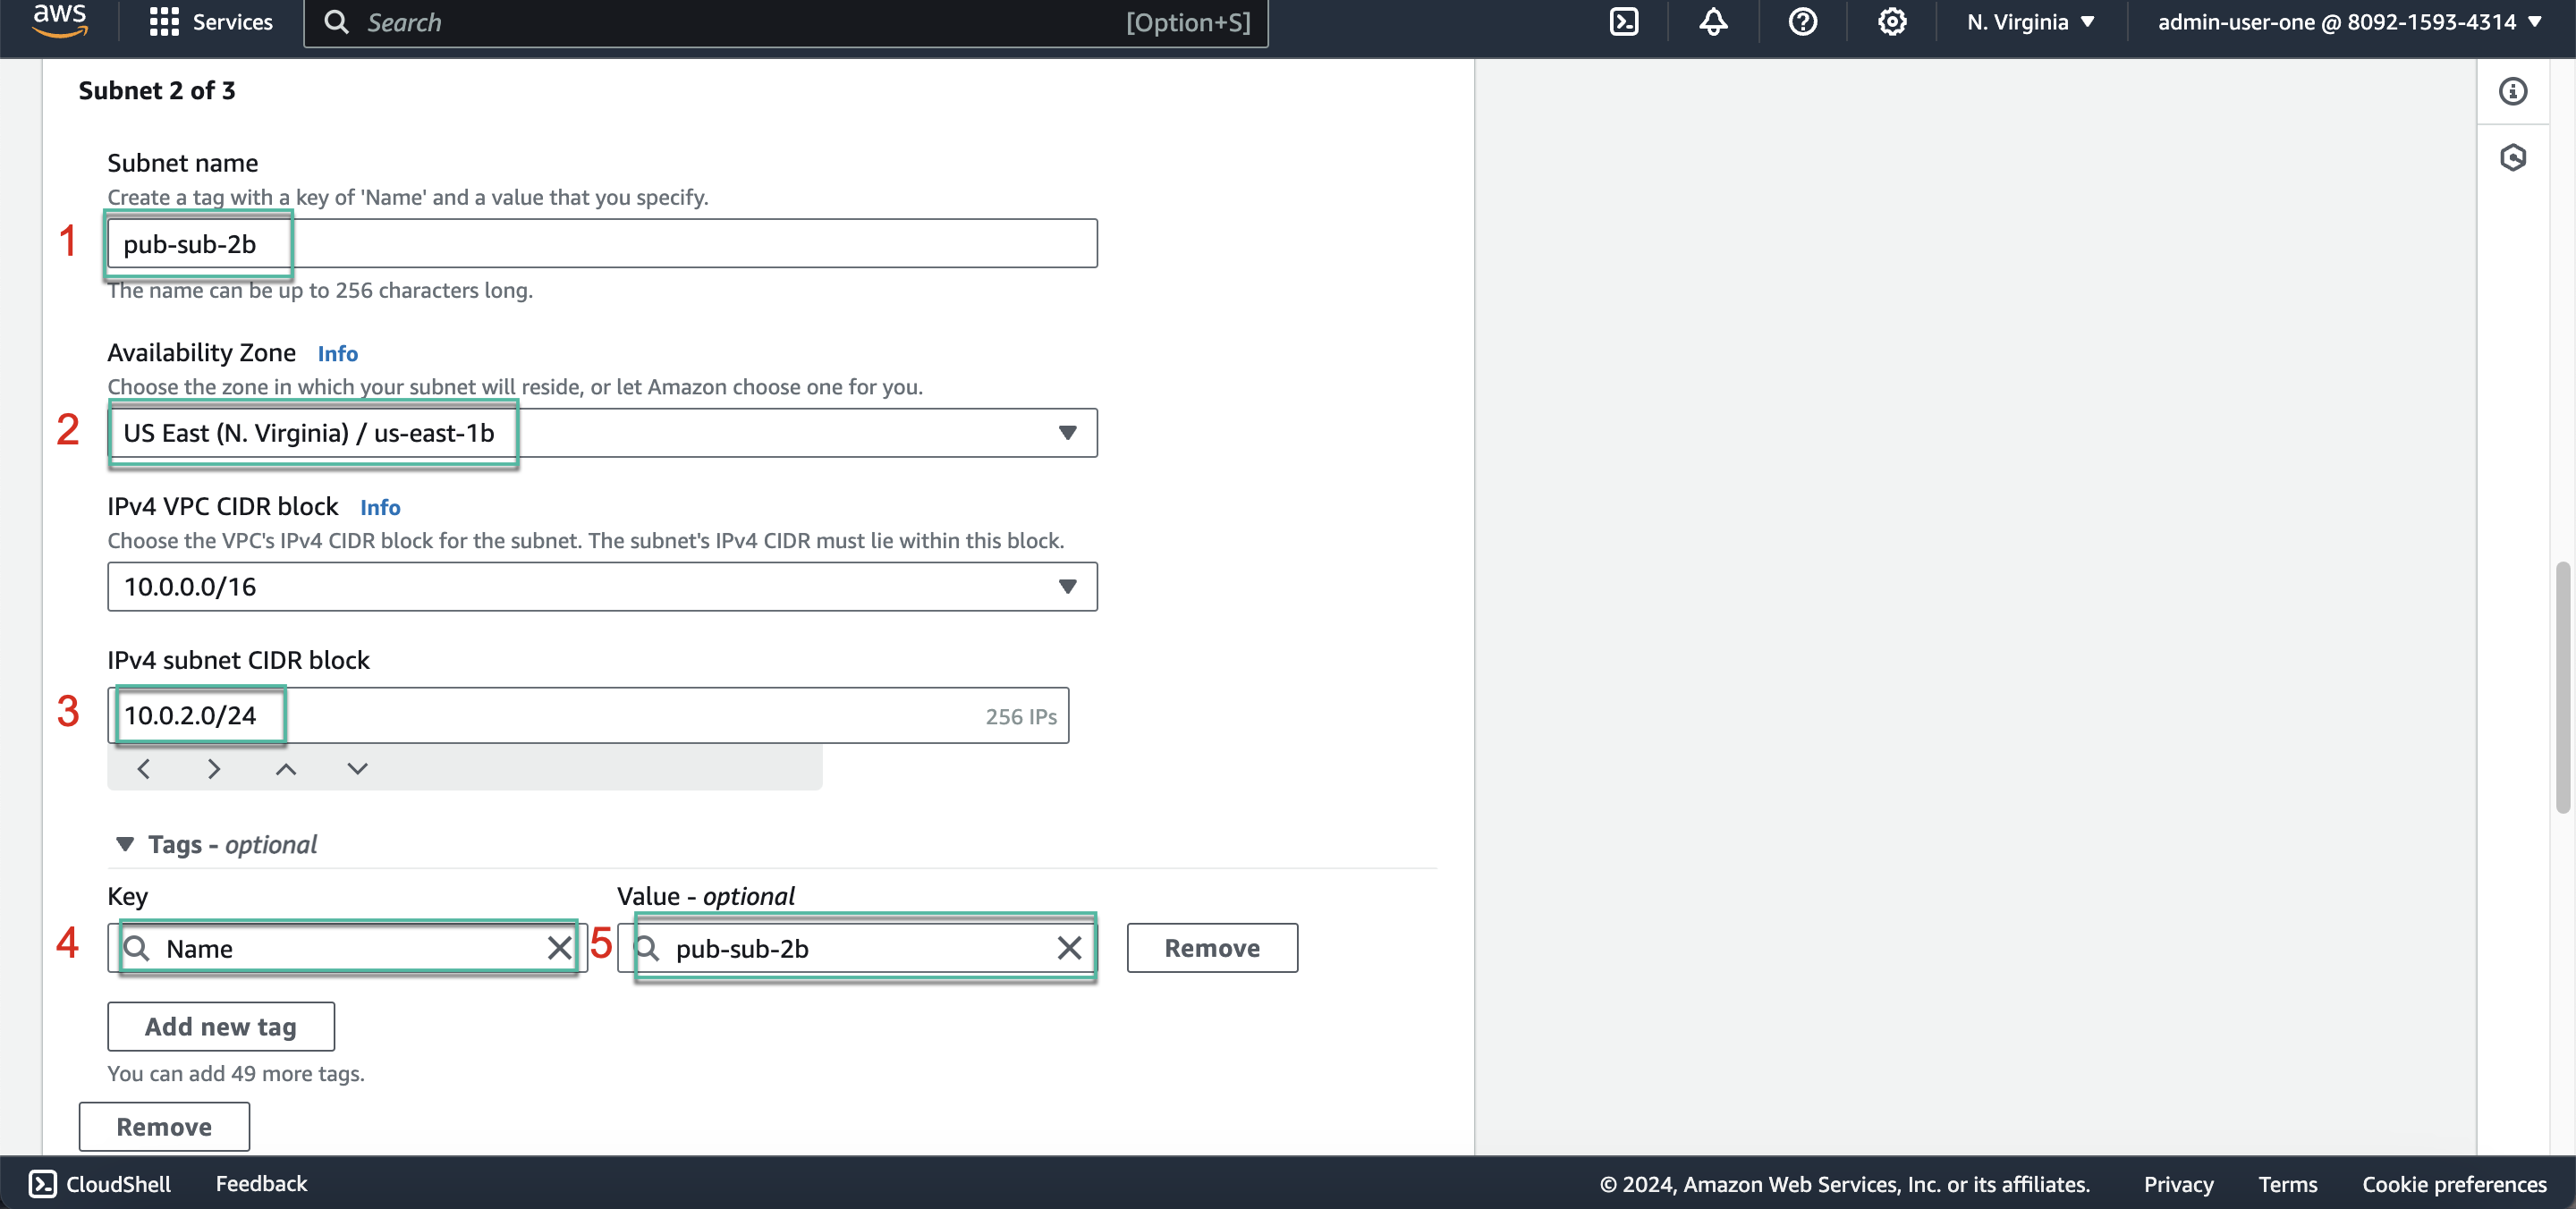 aws
Services
Search
[Option+S]
N. Virginia
admin-user-one @ 8092-1593-4314
Subnet 2 of 3
Subnet name
Create a tag with a key of 'Name' and a value that you specify.
1
pub-sub-2b
The name can be up to 256 characters long.
Availability Zone Info
Choose the zone in which your subnet will reside, or let Amazon choose one for you.
2
US East (N. Virginia) / us-east-1b
IPv4 VPC CIDR block Info
Choose the VPC's IPv4 CIDR block for the subnet. The subnet's IPv4 CIDR must lie within this block.
10.0.0.0/16
IPv4 subnet CIDR block
3
10.0.2.0/24
256 IPs
Tags - optional
Key
Value - optional
4
Name
5
pub-sub-2b
Remove
Add new tag
You can add 49 more tags.
Remove
CloudShell
Feedback
© 2024, Amazon Web Services, Inc. or its affiliates.
Privacy
Terms
Cookie preferences